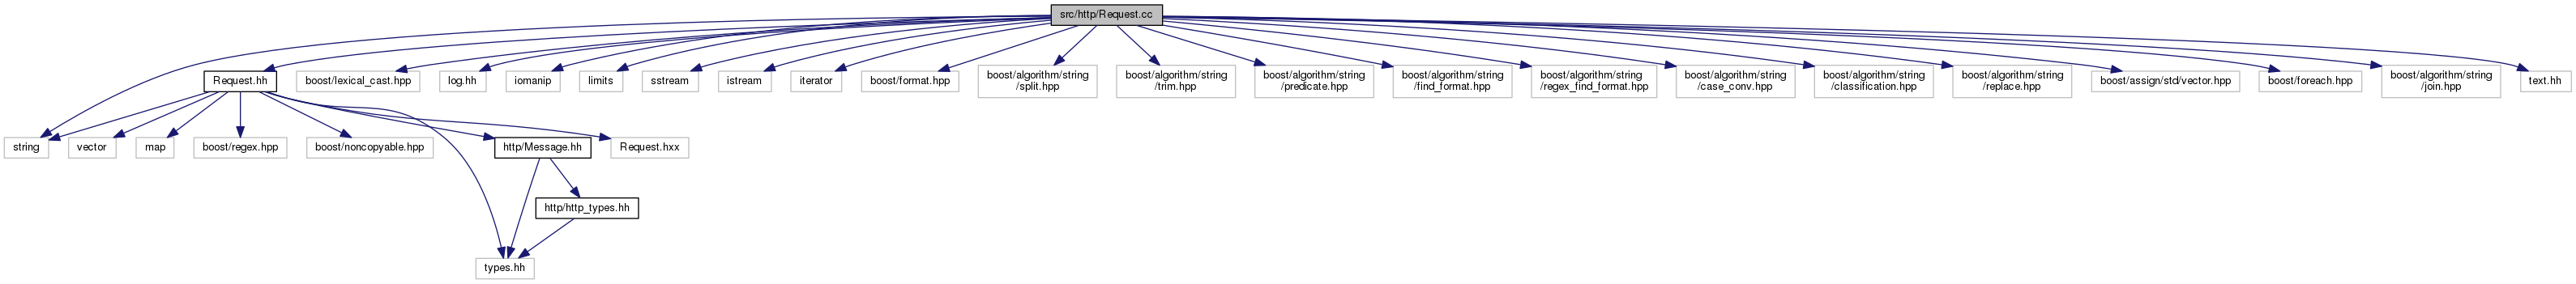 src/http/Request.cc
Request.hh
boost/lexical_cast.hpp
log.hh
iomanip
limits
sstream
istream
iterator
boost/format.hpp
boost/algorithm/string
/split.hpp
boost/algorithm/string
/trim.hpp
boost/algorithm/string
/predicate.hpp
boost/algorithm/string
/find_format.hpp
boost/algorithm/string
/regex_find_format.hpp
boost/algorithm/string
/case_conv.hpp
boost/algorithm/string
/classification.hpp
boost/algorithm/string
/replace.hpp
boost/assign/std/vector.hpp
boost/foreach.hpp
boost/algorithm/string
/join.hpp
text.hh
string
vector
map
boost/regex.hpp
boost/noncopyable.hpp
http/Message.hh
Request.hxx
http/http_types.hh
types.hh